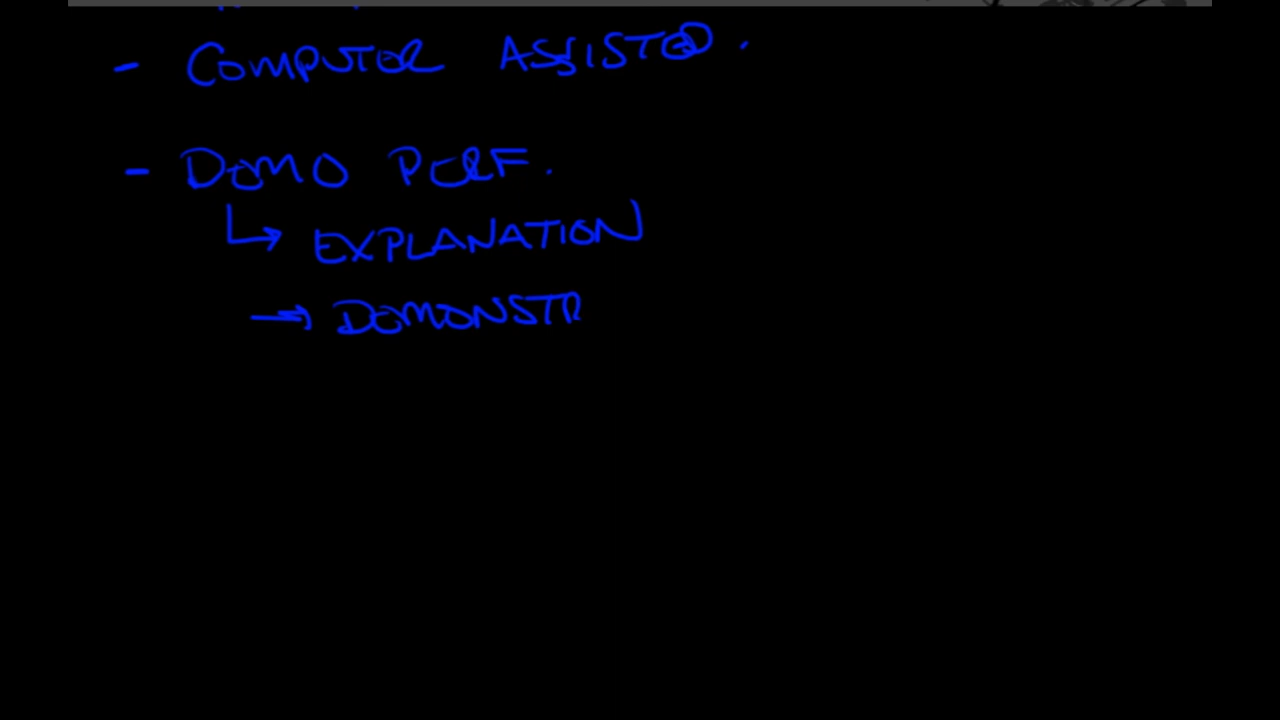 - COMPUTER ASSISTED.
- DEMO PERF.
EXPLANATION
DEMONSTR